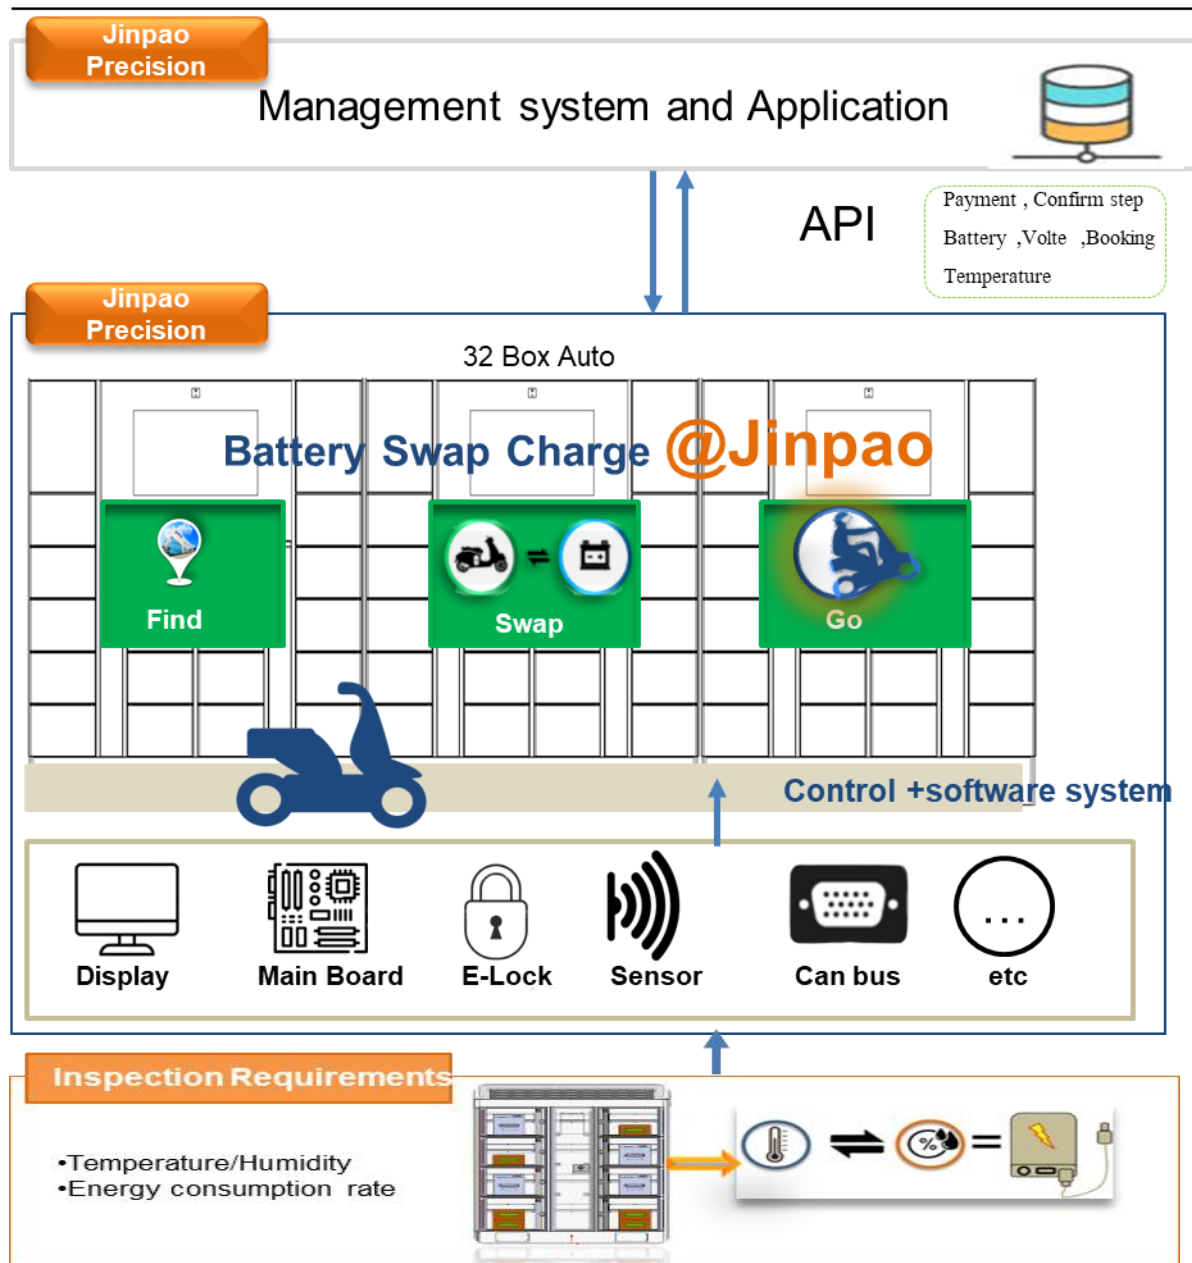 Jinpao
Precision
Management system and Application
API
Payment , Confirm step
Battery ,Volte ,Booking
Temperature
Jinpao
Precision
32 Box Auto
Battery Swap Charge @Jinpao
Find
Swap
Go
Control +software system
Display
Main Board
E-Lock
Sensor
Can bus
...
etc
Inspection Requirements
•Temperature/Humidity
•Energy consumption rate
%
=